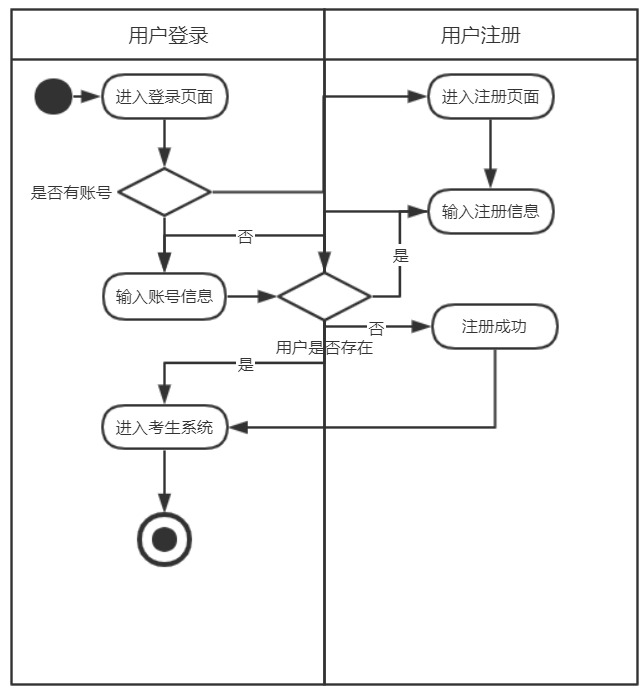 用户登录
用户注册
进入登录页面
进入注册页面
是否有账号
输入注册信息
否
是
输入账号信息
注册成功
否
用户是否存在
是
进入考生系统